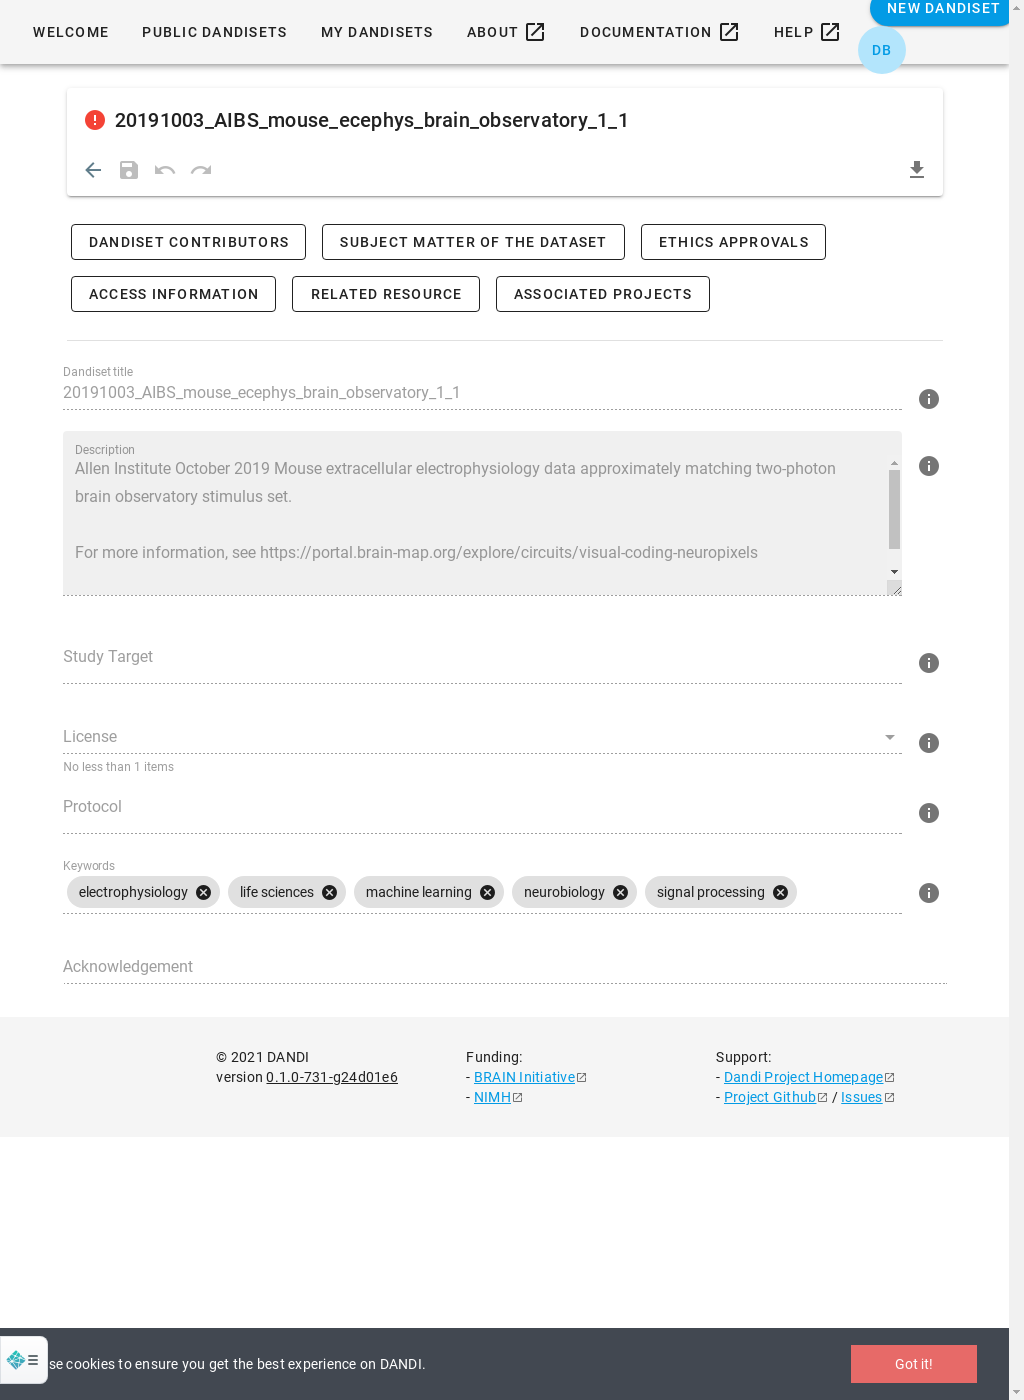 NEW DANDISET
WELCOME PUBLIC DANDISETS MY DANDISETS ABOUT DOCUMENTATION HELP
DB
20191003_AIBS_mouse_ecephys_brain_observatory_1_1
DANDISET CONTRIBUTORS SUBJECT MATTER OF THE DATASET ETHICS APPROVALS
ACCESS INFORMATION RELATED RESOURCE ASSOCIATED PROJECTS
Dandiset title
20191003_AIBS_mouse_ecephys_brain_observatory_1_1
Description
Allen Institute October 2019 Mouse extracellular electrophysiology data approximately matching two-photon
brain observatory stimulus set.
For more information, see https://portal.brain-map.org/explore/circuits/visual-coding-neuropixels
Study Target
License
No less than 1 items
Protocol
Keywords
electrophysiology life sciences machine learning neurobiology signal processing
Acknowledgement
© 2021 DANDI
version 0.1.0-731-g24d01e6
Funding:
- BRAIN Initiative
- NIMH
Support:
- Dandi Project Homepage
- Project Github / Issues
se cookies to ensure you get the best experience on DANDI.
Got it!